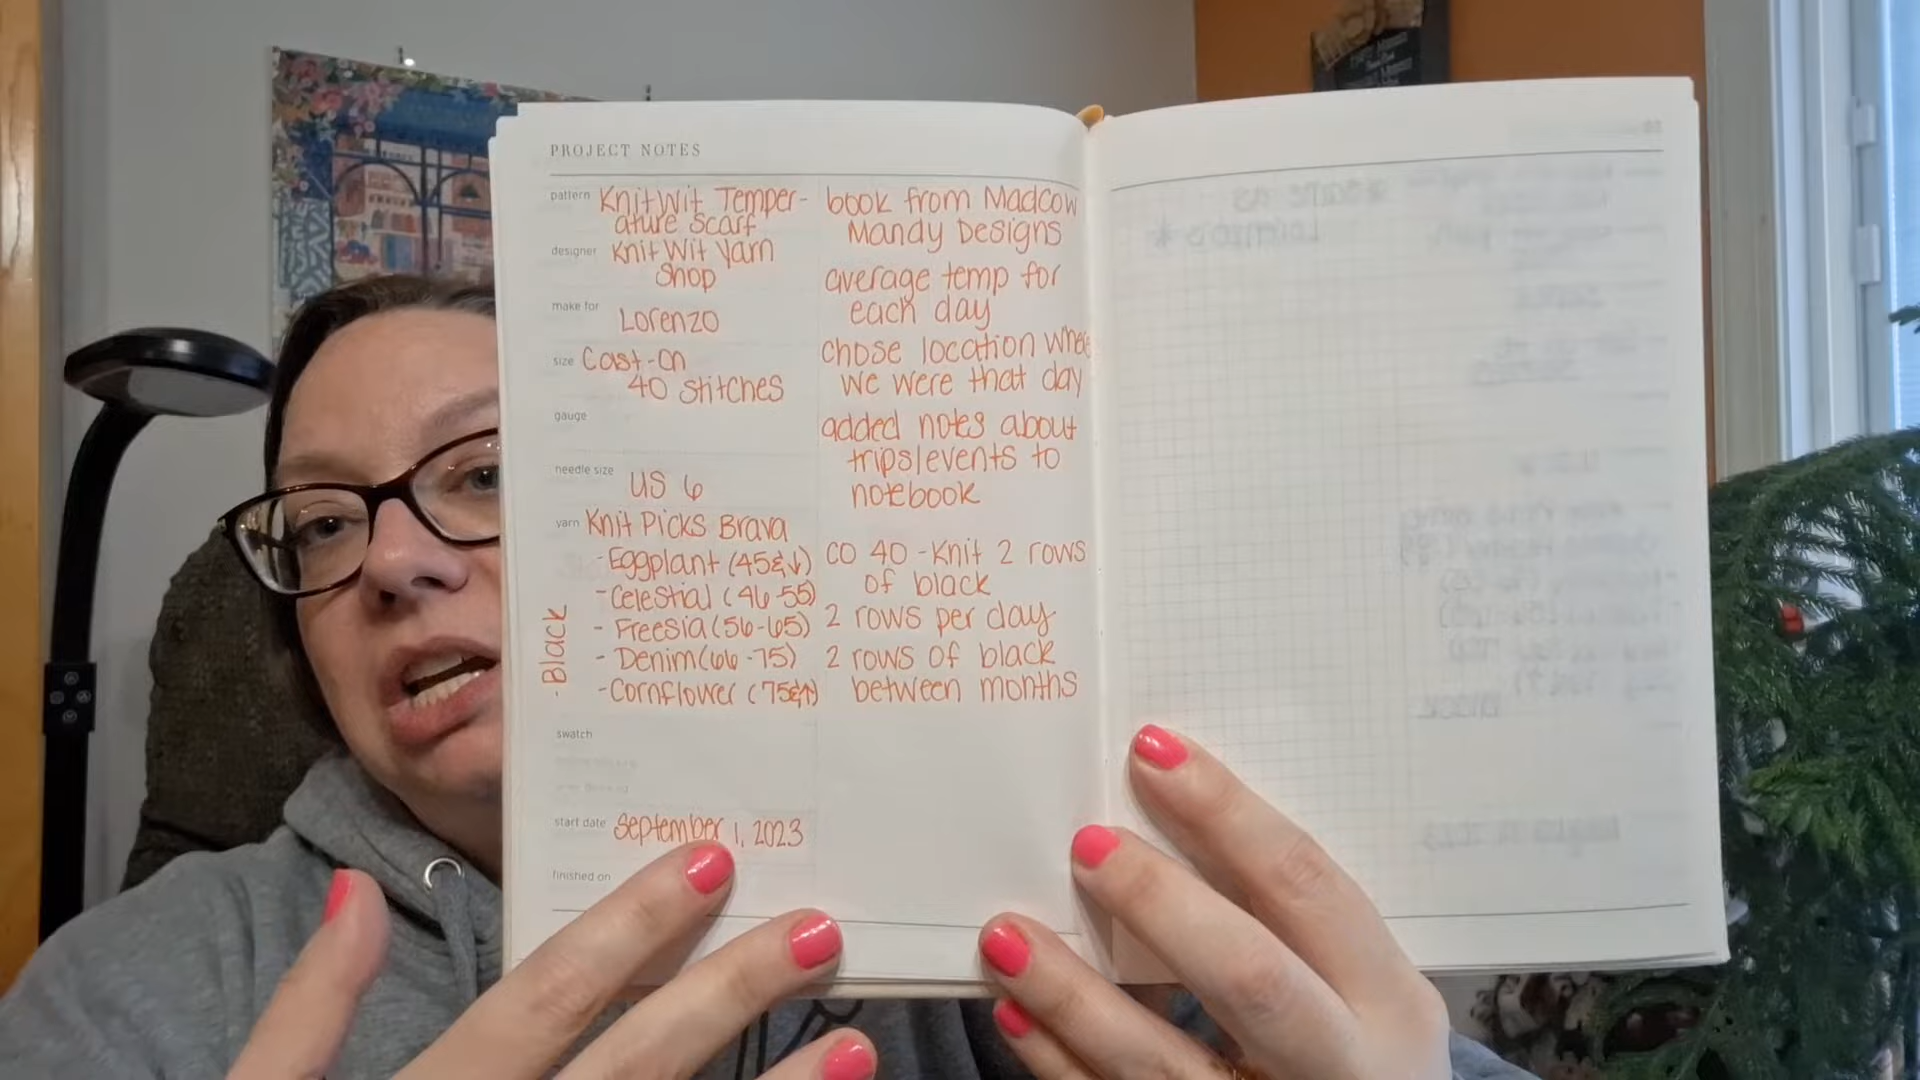 PROJECT NOTES
pattern KnitWit Temper-
ature Scarf
designer Knit Wit Yarn
Shop
make for Lorenzo
size Cast-on
40 stitches
gauge
needle size US 6
yarn Knit Picks Brava
-Eggplant (45&↓)
-Celestial (46-55)
-Freesia (56-65)
-Denim (66-75)
-Cornflower (75&↑)
-Black
swatch
start date September 1, 2023
finished on
book from Madcow
Mandy Designs
average temp for
each day
chose location where
we were that day
added notes about
trips/events to
notebook
CO 40 -Knit 2 rows
of black
2 rows per day
2 rows of black
between months